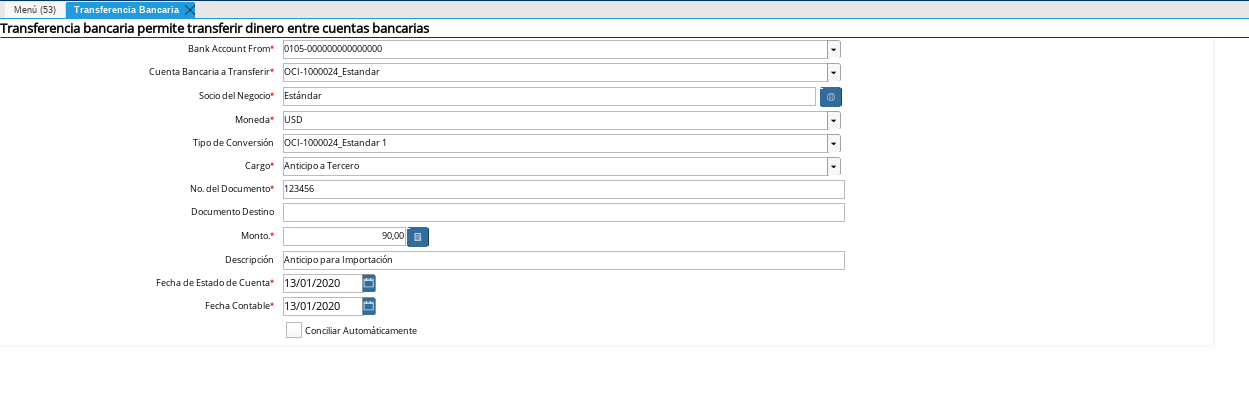 Menú (53) Transferencia Bancaria
Transferencia bancaria permite transferir dinero entre cuentas bancarias
Bank Account From* 0105-000000000000000
Cuenta Bancaria a Transferir* OCI-1000024_Estandar
Socio del Negocio* Estándar
Moneda* USD
Tipo de Conversión OCI-1000024_Estandar 1
Cargo* Anticipo a Tercero
No. del Documento* 123456
Documento Destino
Monto.* 90,00
Descripción Anticipo para Importación
Fecha de Estado de Cuenta* 13/01/2020
Fecha Contable* 13/01/2020
Conciliar Automáticamente